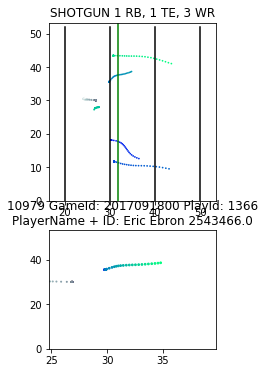 SHOTGUN 1 RB, 1 TE, 3 WR
50
40
30
20
10
0
20 30 40 50
10979 GameId: 2017091800 PlayId: 1366
PlayerName + ID: Eric Ebron 2543466.0
40
20
0
25 30 35